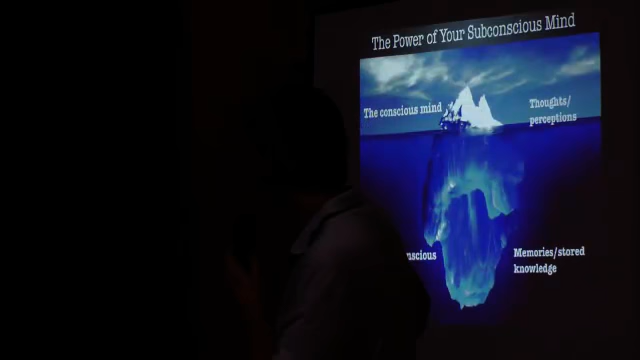 The Power of Your Subconscious Mind
The conscious mind
Thoughts/
perceptions
nscious
Memories/stored
knowledge